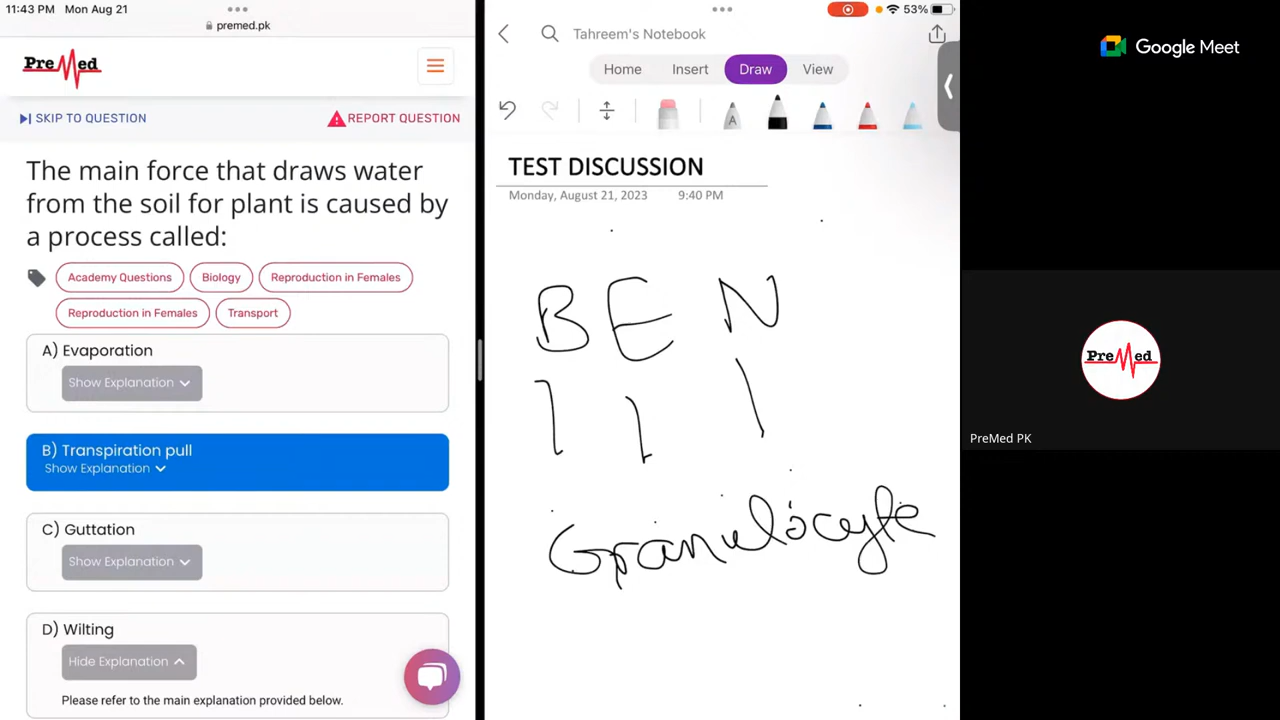 11:43 PM Mon Aug 21
premed.pk
PreMed
SKIP TO QUESTION
REPORT QUESTION
The main force that draws water
from the soil for plant is caused by
a process called:
Academy Questions
Biology
Reproduction in Females
Reproduction in Females
Transport
A) Evaporation
Show Explanation
B) Transpiration pull
Show Explanation
C) Guttation
Show Explanation
D) Wilting
Hide Explanation
Please refer to the main explanation provided below.
53%
Tahreem's Notebook
Home
Insert
Draw
View
A
TEST DISCUSSION
Monday, August 21, 2023 9:40 PM
B E N
Granulocyte
Google Meet
PreMed
PreMed PK